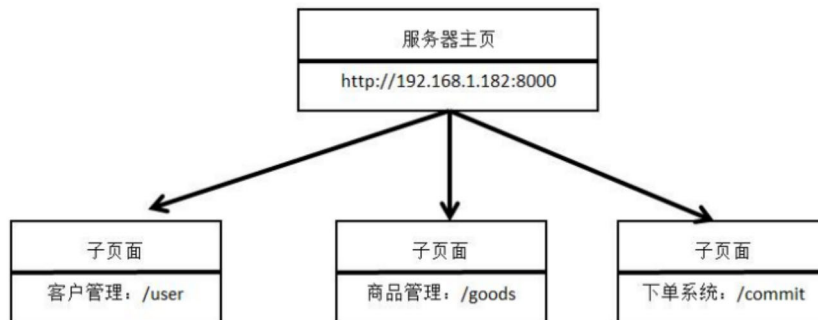 服务器主页
http://192.168.1.182:8000
子页面
客户管理：/user
子页面
商品管理：/goods
子页面
下单系统：/commit